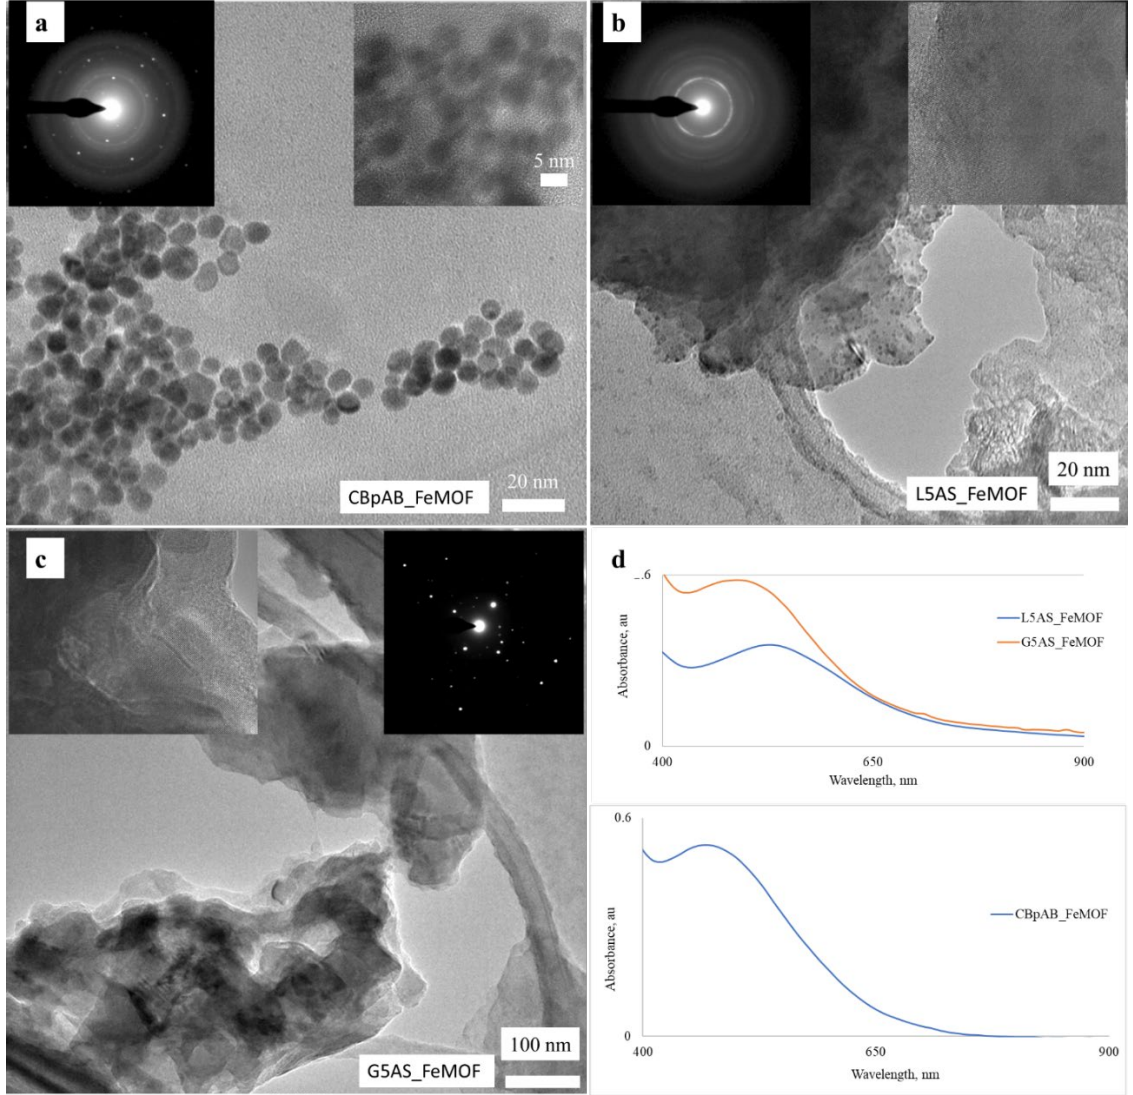 a
5 nm
CBpAB_FeMOF
20 nm
b
L5AS_FeMOF
20 nm
c
G5AS_FeMOF
100 nm
d
Absorbance, au
0
400
650
900
Wavelength, nm
L5AS_FeMOF
G5AS_FeMOF
0.6
Absorbance, au
0
400
650
900
Wavelength, nm
CBpAB_FeMOF